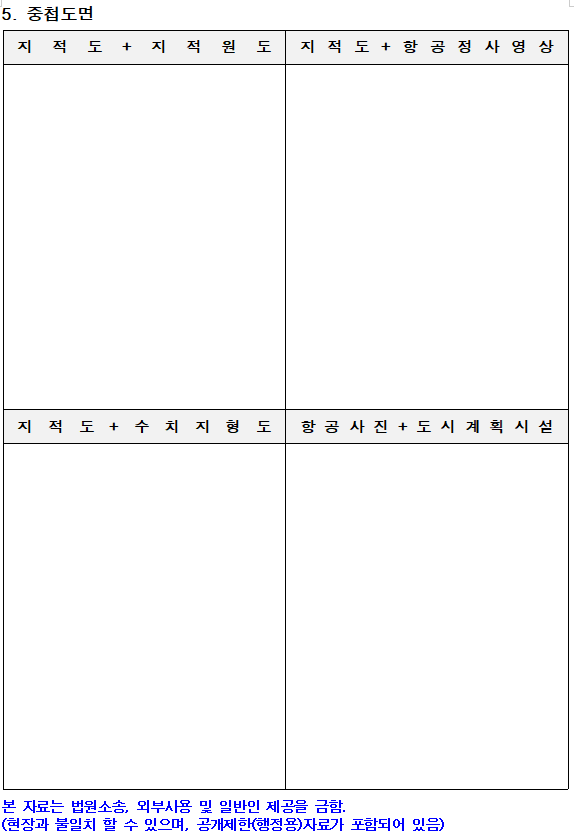 5. 중첩도면
지 적 도 + 지 적 원 도
지 적 도 + 항 공 정 사 영 상
지 적 도 + 수 치 지 형 도
항 공 사 진 + 도 시 계 획 시 설
본 자료는 법원소송, 외부사용 및 일반인 제공을 금함.
(현장과 불일치 할 수 있으며, 공개제한(행정용)자료가 포함되어 있음)